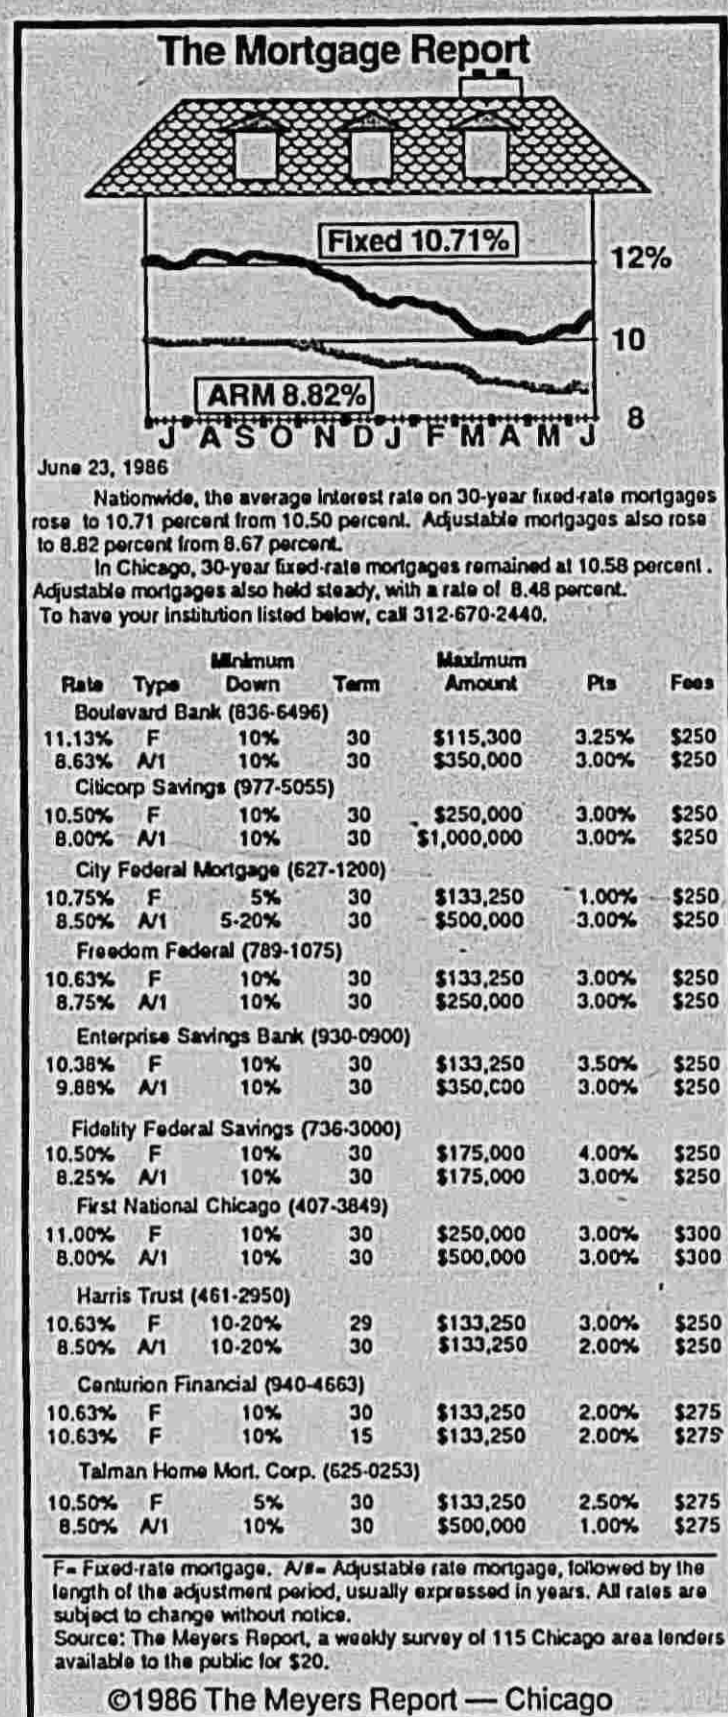 The Mortgage Report
Fixed 10.71%
12%
10
ARM 8.82%
8
J A S O N D J F M A M J
June 23, 1986
Nationwide, the average interest rate on 30-year fixed-rate mortgages
rose to 10.71 percent from 10.50 percent. Adjustable mortgages also rose
to 8.82 percent from 8.67 percent.
In Chicago, 30-year fixed-rate mortgages remained at 10.58 percent.
Adjustable mortgages also held steady, with a rate of 8.48 percent.
To have your institution listed below, call 312-670-2440.
Minimum Maximum
Rate Type Down Term Amount Pts Fees
Boulevard Bank (836-6496)
11.13% F 10% 30 $115,300 3.25% $250
8.63% A/1 10% 30 $350,000 3.00% $250
Citicorp Savings (977-5055)
10.50% F 10% 30 $250,000 3.00% $250
8.00% A/1 10% 30 $1,000,000 3.00% $250
City Federal Mortgage (627-1200)
10.75% F 5% 30 $133,250 1.00% $250
8.50% A/1 5-20% 30 $500,000 3.00% $250
Freedom Federal (789-1075)
10.63% F 10% 30 $133,250 3.00% $250
8.75% A/1 10% 30 $250,000 3.00% $250
Enterprise Savings Bank (930-0900)
10.38% F 10% 30 $133,250 3.50% $250
9.88% A/1 10% 30 $350,000 3.00% $250
Fidelity Federal Savings (736-3000)
10.50% F 10% 30 $175,000 4.00% $250
8.25% A/1 10% 30 $175,000 3.00% $250
First National Chicago (407-3849)
11.00% F 10% 30 $250,000 3.00% $300
8.00% A/1 10% 30 $500,000 3.00% $300
Harris Trust (461-2950)
10.63% F 10-20% 29 $133,250 3.00% $250
8.50% A/1 10-20% 30 $133,250 2.00% $250
Centurion Financial (940-4663)
10.63% F 10% 30 $133,250 2.00% $275
10.63% F 10% 15 $133,250 2.00% $275
Talman Home Mort. Corp. (625-0253)
10.50% F 5% 30 $133,250 2.50% $275
8.50% A/1 10% 30 $500,000 1.00% $275
F= Fixed-rate mortgage. A/#= Adjustable rate mortgage, followed by the
length of the adjustment period, usually expressed in years. All rates are
subject to change without notice.
Source: The Meyers Report, a weekly survey of 115 Chicago area lenders
available to the public for $20.
©1986 The Meyers Report — Chicago